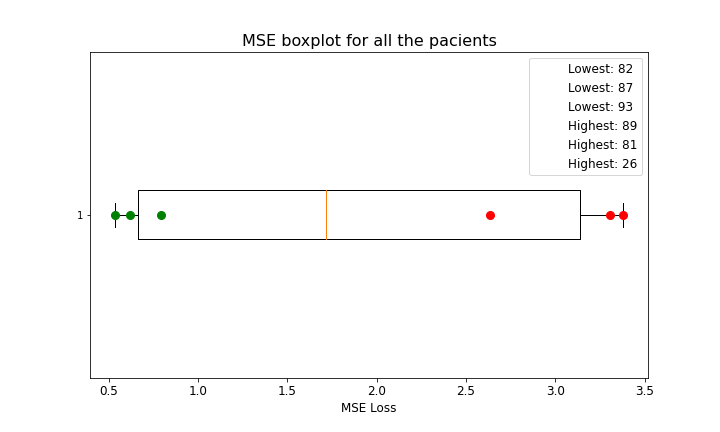 MSE boxplot for all the pacients
Lowest: 82
Lowest: 87
Lowest: 93
Highest: 89
Highest: 81
Highest: 26
1
0.5 1.0 1.5 2.0 2.5 3.0 3.5
MSE Loss